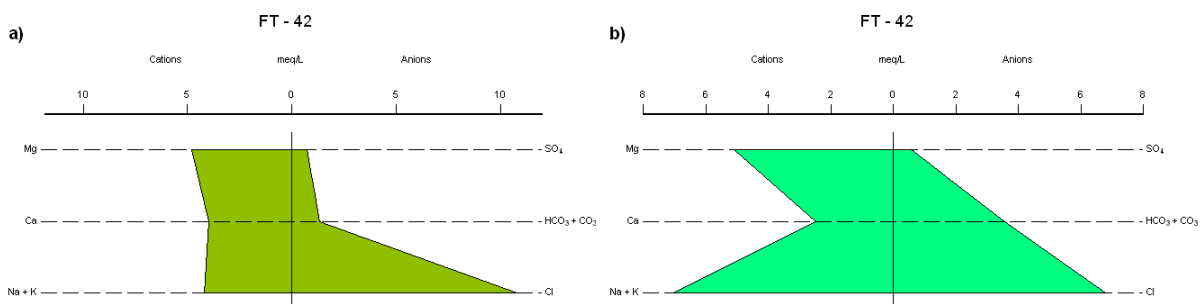 a)
FT - 42
Cations meq/L Anions
10 5 0 5 10
Mg SO₄
Ca HCO₃ + CO₃
Na + K Cl
b)
FT - 42
Cations meq/L Anions
8 6 4 2 0 2 4 6 8
Mg SO₄
Ca HCO₃ + CO₃
Na + K Cl